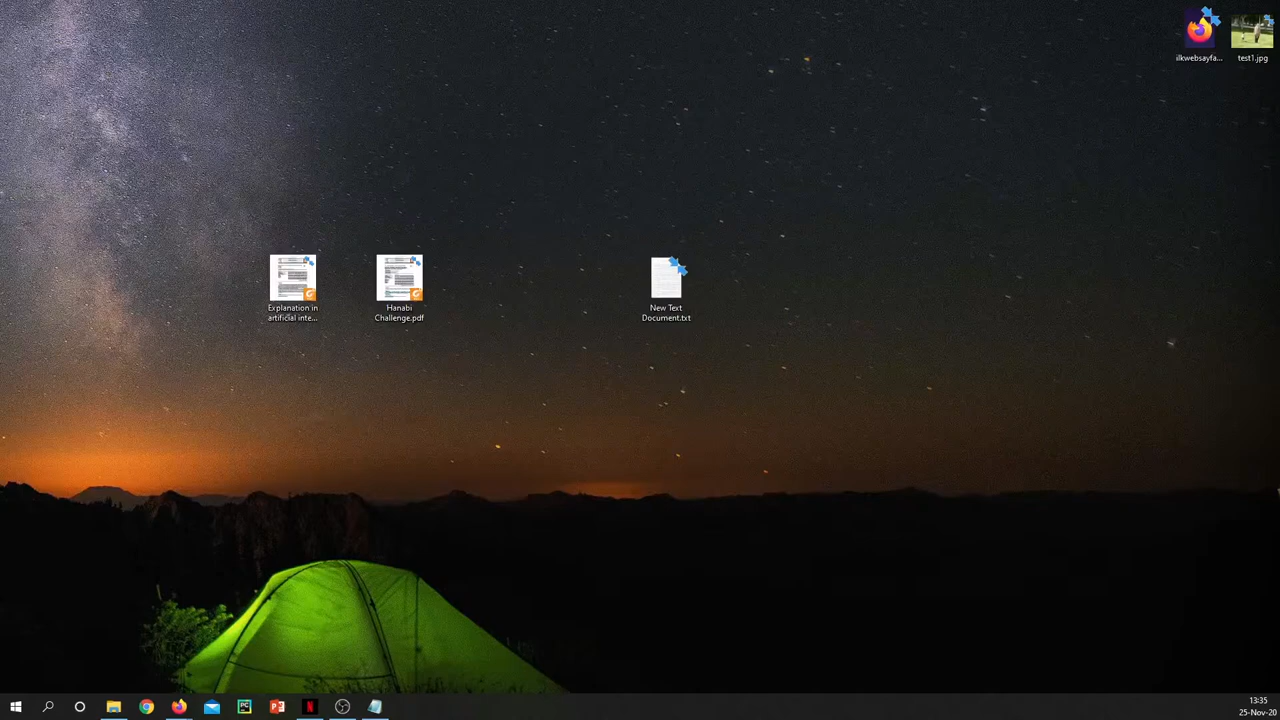 ilkwebsayfa...
test1.jpg
Explanation in
artificial inte...
Hanabi
Challenge.pdf
New Text
Document.txt
13:35
25-Nov-20